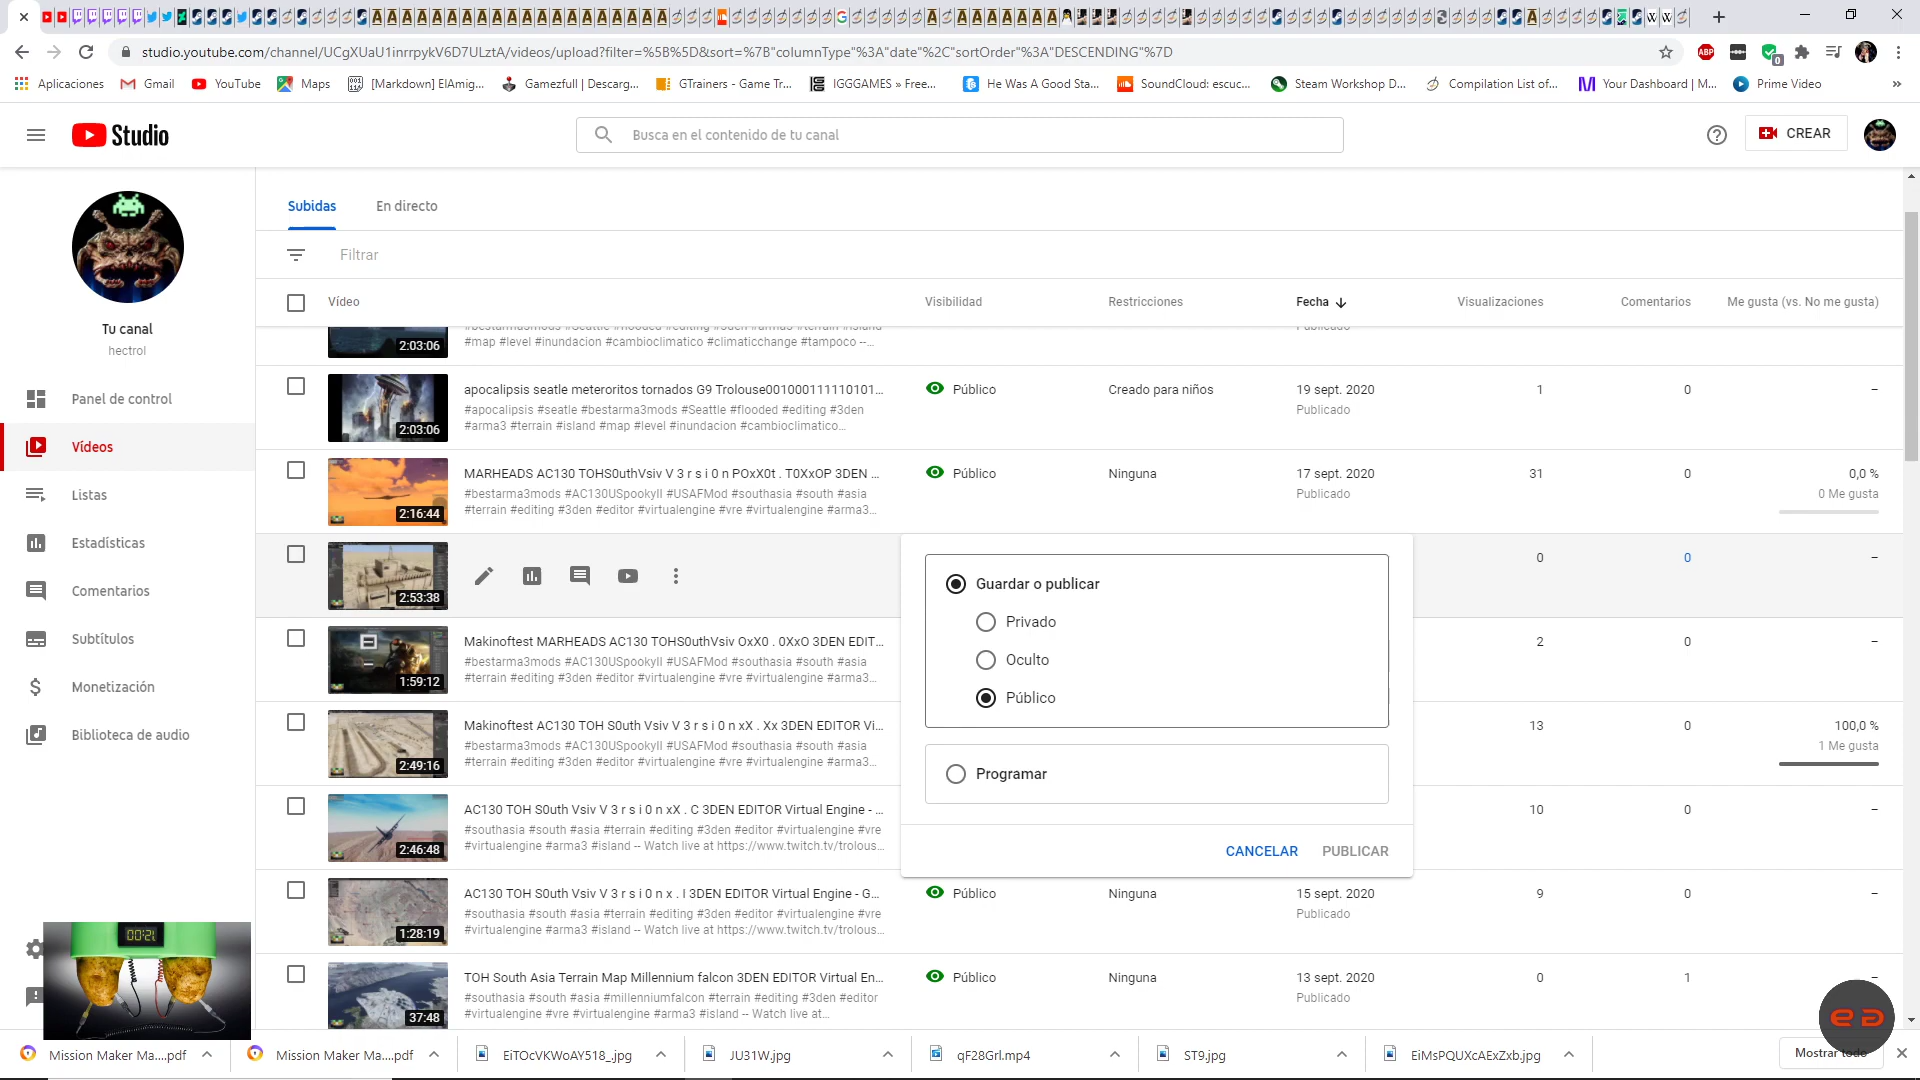 studio.youtube.com/channel/UCgXUaU1inrrpykV6D7ULztA/videos/upload?filter=%5B%5D&sort=%7B"columnType"%3A"date"%2C"sortOrder"%3A"DESCENDING"%7D
ABP
0
Aplicaciones
Gmail
YouTube
Maps
[Markdown] ElAmig...
Gamezfull | Descarg...
GTrainers - Game Tr...
IGGGAMES » Free...
He Was A Good Sta...
SoundCloud: escuc...
Steam Workshop D...
Compilation List of...
Your Dashboard | M...
Prime Video
Studio
Busca en el contenido de tu canal
CREAR
Tu canal
hectrol
Panel de control
Vídeos
Listas
Estadísticas
Comentarios
Subtítulos
Monetización
Biblioteca de audio
Subidas
En directo
Filtrar
Vídeo
Visibilidad
Restricciones
Fecha
Visualizaciones
Comentarios
Me gusta (vs. No me gusta)
#bestarma3mods #Seattle #flooded #editing #3den #arma3 #terrain #island
#map #level #inundacion #cambioclimatico #climaticchange #tampoco --...
Publicado
2:03:06
apocalipsis seatle meteroritos tornados G9 Trolouse001000111110101...
#apocalipsis #seatle #bestarma3mods #Seattle #flooded #editing #3den
#arma3 #terrain #island #map #level #inundacion #cambioclimatico...
2:03:06
Público
Creado para niños
19 sept. 2020
Publicado
1
0
–
MARHEADS AC130 TOHS0uthVsiv V 3 r s i 0 n POxX0t . T0XxOP 3DEN ...
#bestarma3mods #AC130USpookyII #USAFMod #southasia #south #asia
#terrain #editing #3den #editor #virtualengine #vre #virtualengine #arma3...
2:16:44
Público
Ninguna
17 sept. 2020
Publicado
31
0
0,0 %
0 Me gusta
2:53:38
0
0
–
Guardar o publicar
Privado
Oculto
Público
Programar
CANCELAR
PUBLICAR
Makinoftest MARHEADS AC130 TOHS0uthVsiv OxX0 . 0XxO 3DEN EDIT...
#bestarma3mods #AC130USpookyII #USAFMod #southasia #south #asia
#terrain #editing #3den #editor #virtualengine #vre #virtualengine #arma3...
1:59:12
2
0
–
Makinoftest AC130 TOH S0uth Vsiv V 3 r s i 0 n xX . Xx 3DEN EDITOR Vi...
#bestarma3mods #AC130USpookyII #USAFMod #southasia #south #asia
#terrain #editing #3den #editor #virtualengine #vre #virtualengine #arma3...
2:49:16
13
0
100,0 %
1 Me gusta
AC130 TOH S0uth Vsiv V 3 r s i 0 n xX . C 3DEN EDITOR Virtual Engine - ...
#southasia #south #asia #terrain #editing #3den #editor #virtualengine #vre
#virtualengine #arma3 #island -- Watch live at https://www.twitch.tv/trolous...
2:46:48
10
0
–
AC130 TOH S0uth Vsiv V 3 r s i 0 n x . I 3DEN EDITOR Virtual Engine - G...
#southasia #south #asia #terrain #editing #3den #editor #virtualengine #vre
#virtualengine #arma3 #island -- Watch live at https://www.twitch.tv/trolous...
1:28:19
Público
Ninguna
15 sept. 2020
Publicado
9
0
–
TOH South Asia Terrain Map Millennium falcon 3DEN EDITOR Virtual En...
#southasia #south #asia #millenniumfalcon #terrain #editing #3den #editor
#virtualengine #vre #virtualengine #arma3 #island -- Watch live at...
37:48
Público
Ninguna
13 sept. 2020
Publicado
0
1
–
Mission Maker Ma....pdf
Mission Maker Ma....pdf
EiTOcVKWoAY518_.jpg
JU31W.jpg
qF28Grl.mp4
ST9.jpg
EiMsPQUXcAExZxb.jpg
Mostrar todo